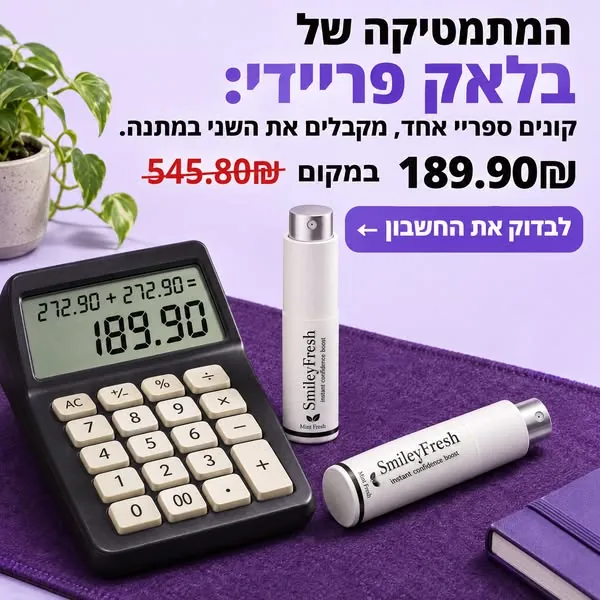 המתמטיקה של
בלאק פריידי:
קונים ספריי אחד, מקבלים את השני במתנה.
189.90₪ במקום 545.80₪
לבדוק את החשבון ←
272.90 + 272.90 =
189.90
AC +/- % ÷
7 8 9 ×
4 5 6 −
1 2 3 +
0 00 .
SmileyFresh
instant confidence boost
Mint Fresh
SmileyFresh
instant confidence boost
Mint Fresh